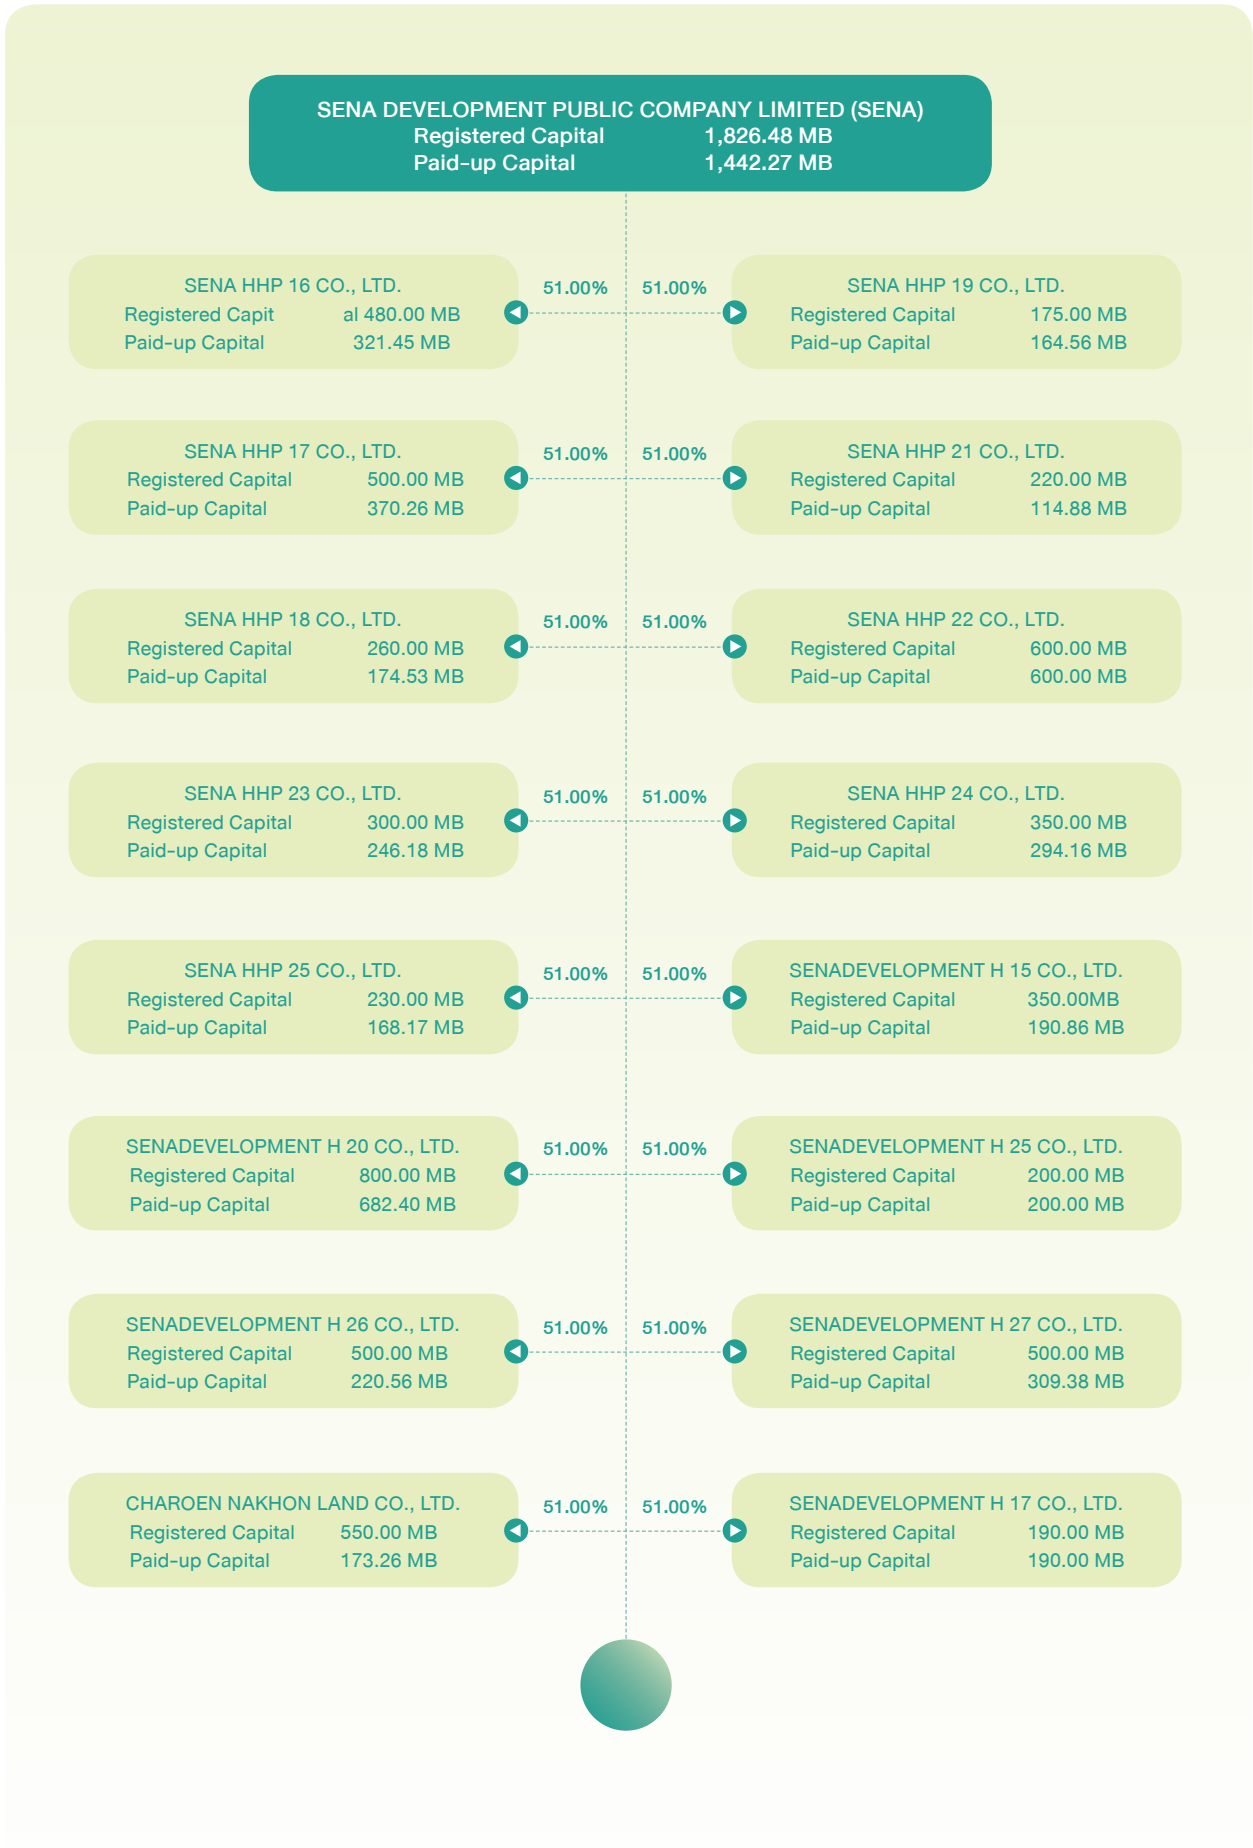 SENA DEVELOPMENT PUBLIC COMPANY LIMITED (SENA)
Registered Capital 1,826.48 MB
Paid-up Capital 1,442.27 MB
SENA HHP 16 CO., LTD.
Registered Capit al 480.00 MB
Paid-up Capital 321.45 MB
51.00% 51.00%
SENA HHP 19 CO., LTD.
Registered Capital 175.00 MB
Paid-up Capital 164.56 MB
SENA HHP 17 CO., LTD.
Registered Capital 500.00 MB
Paid-up Capital 370.26 MB
51.00% 51.00%
SENA HHP 21 CO., LTD.
Registered Capital 220.00 MB
Paid-up Capital 114.88 MB
SENA HHP 18 CO., LTD.
Registered Capital 260.00 MB
Paid-up Capital 174.53 MB
51.00% 51.00%
SENA HHP 22 CO., LTD.
Registered Capital 600.00 MB
Paid-up Capital 600.00 MB
SENA HHP 23 CO., LTD.
Registered Capital 300.00 MB
Paid-up Capital 246.18 MB
51.00% 51.00%
SENA HHP 24 CO., LTD.
Registered Capital 350.00 MB
Paid-up Capital 294.16 MB
SENA HHP 25 CO., LTD.
Registered Capital 230.00 MB
Paid-up Capital 168.17 MB
51.00% 51.00%
SENADEVELOPMENT H 15 CO., LTD.
Registered Capital 350.00MB
Paid-up Capital 190.86 MB
SENADEVELOPMENT H 20 CO., LTD.
Registered Capital 800.00 MB
Paid-up Capital 682.40 MB
51.00% 51.00%
SENADEVELOPMENT H 25 CO., LTD.
Registered Capital 200.00 MB
Paid-up Capital 200.00 MB
SENADEVELOPMENT H 26 CO., LTD.
Registered Capital 500.00 MB
Paid-up Capital 220.56 MB
51.00% 51.00%
SENADEVELOPMENT H 27 CO., LTD.
Registered Capital 500.00 MB
Paid-up Capital 309.38 MB
CHAROEN NAKHON LAND CO., LTD.
Registered Capital 550.00 MB
Paid-up Capital 173.26 MB
51.00% 51.00%
SENADEVELOPMENT H 17 CO., LTD.
Registered Capital 190.00 MB
Paid-up Capital 190.00 MB